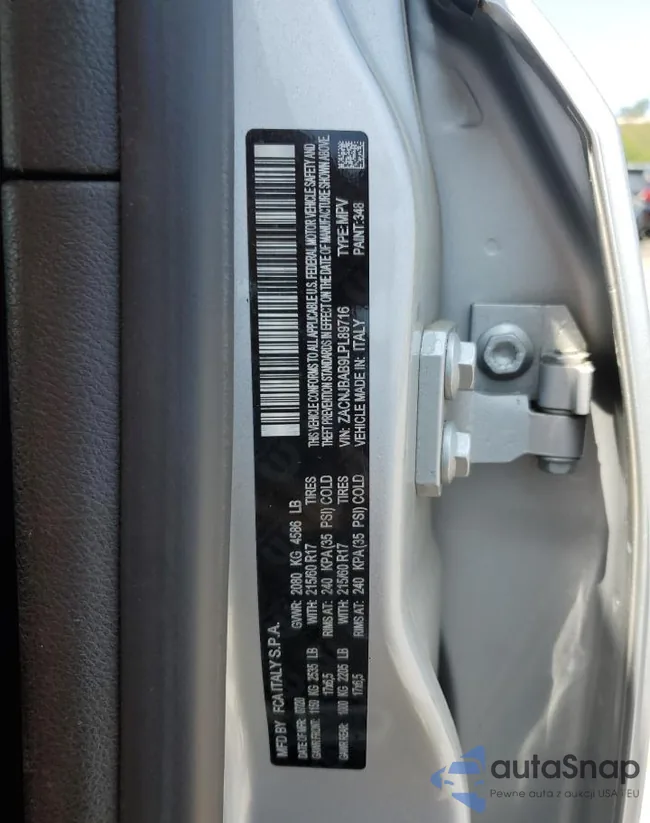 MFD BY FCA ITALY S.P.A.
DATE OF MFR: 07/20 GVWR: 2080 KG 4586 LB
GAWR FRONT: 1150 KG 2535 LB WITH: 215/60 R17 TIRES
17x6,5 RIMS AT: 240 KPA(35 PSI) COLD
GAWR REAR: 1000 KG 2205 LB WITH: 215/60 R17 TIRES
17x6,5 RIMS AT: 240 KPA(35 PSI) COLD
THIS VEHICLE CONFORMS TO ALL APPLICABLE U.S. FEDERAL MOTOR VEHICLE SAFETY AND
THEFT PREVENTION STANDARDS IN EFFECT ON THE DATE OF MANUFACTURE SHOWN ABOVE.
VIN: ZACNJBAB9LPL89716 TYPE: MPV
VEHICLE MADE IN: ITALY PAINT: 348
autaSnap
Pewne auta z aukcji USA i EU